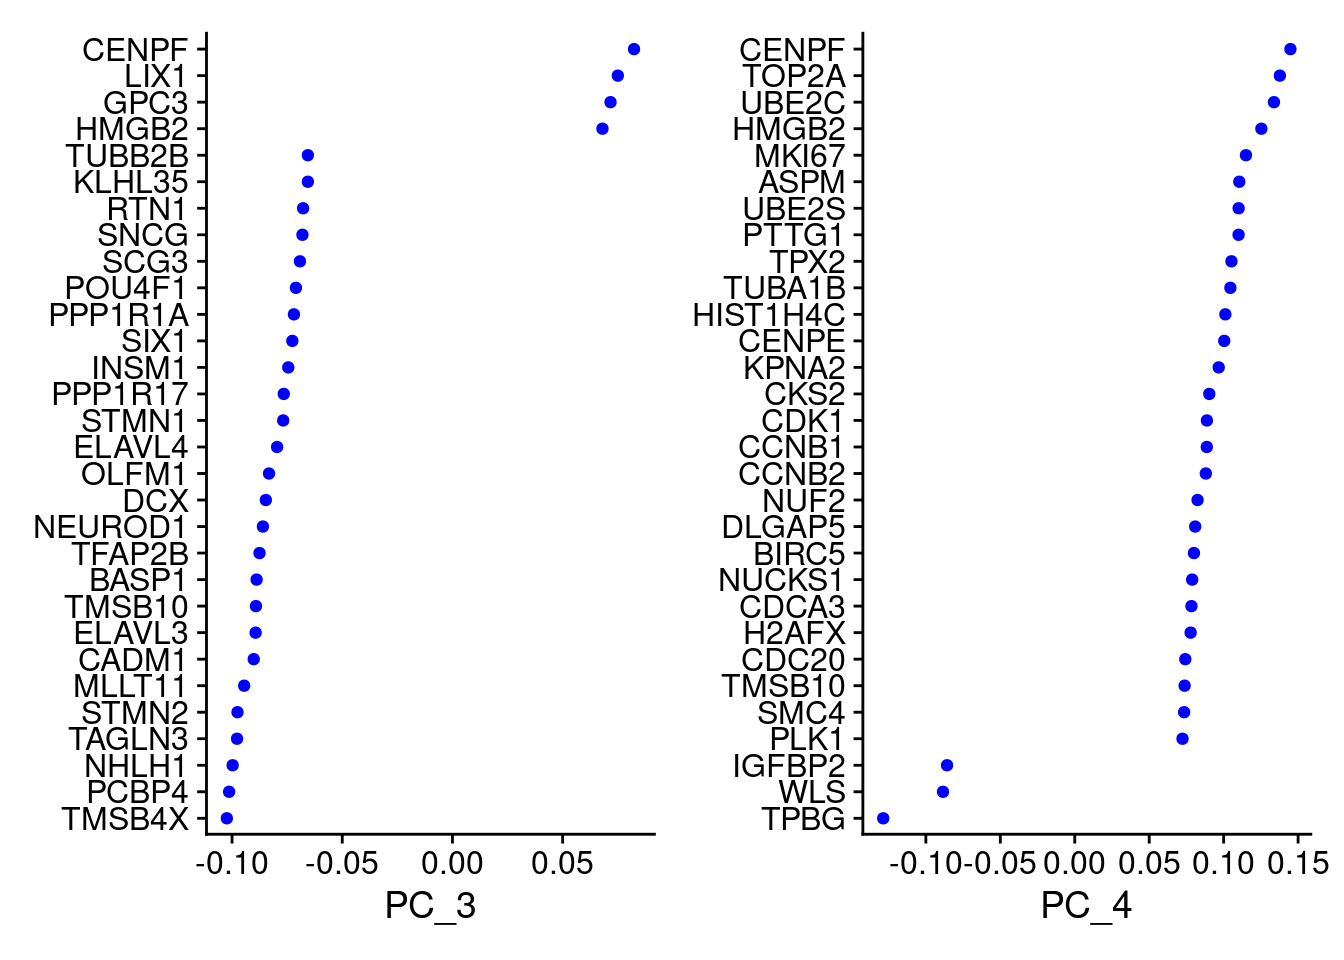 CENPF
LIX1
GPC3
HMGB2
TUBB2B
KLHL35
RTN1
SNCG
SCG3
POU4F1
PPP1R1A
SIX1
INSM1
PPP1R17
STMN1
ELAVL4
OLFM1
DCX
NEUROD1
TFAP2B
BASP1
TMSB10
ELAVL3
CADM1
MLLT11
STMN2
TAGLN3
NHLH1
PCBP4
TMSB4X
-0.10 -0.05 0.00 0.05
PC_3
CENPF
TOP2A
UBE2C
HMGB2
MKI67
ASPM
UBE2S
PTTG1
TPX2
TUBA1B
HIST1H4C
CENPE
KPNA2
CKS2
CDK1
CCNB1
CCNB2
NUF2
DLGAP5
BIRC5
NUCKS1
CDCA3
H2AFX
CDC20
TMSB10
SMC4
PLK1
IGFBP2
WLS
TPBG
-0.10 -0.05 0.00 0.05 0.10 0.15
PC_4